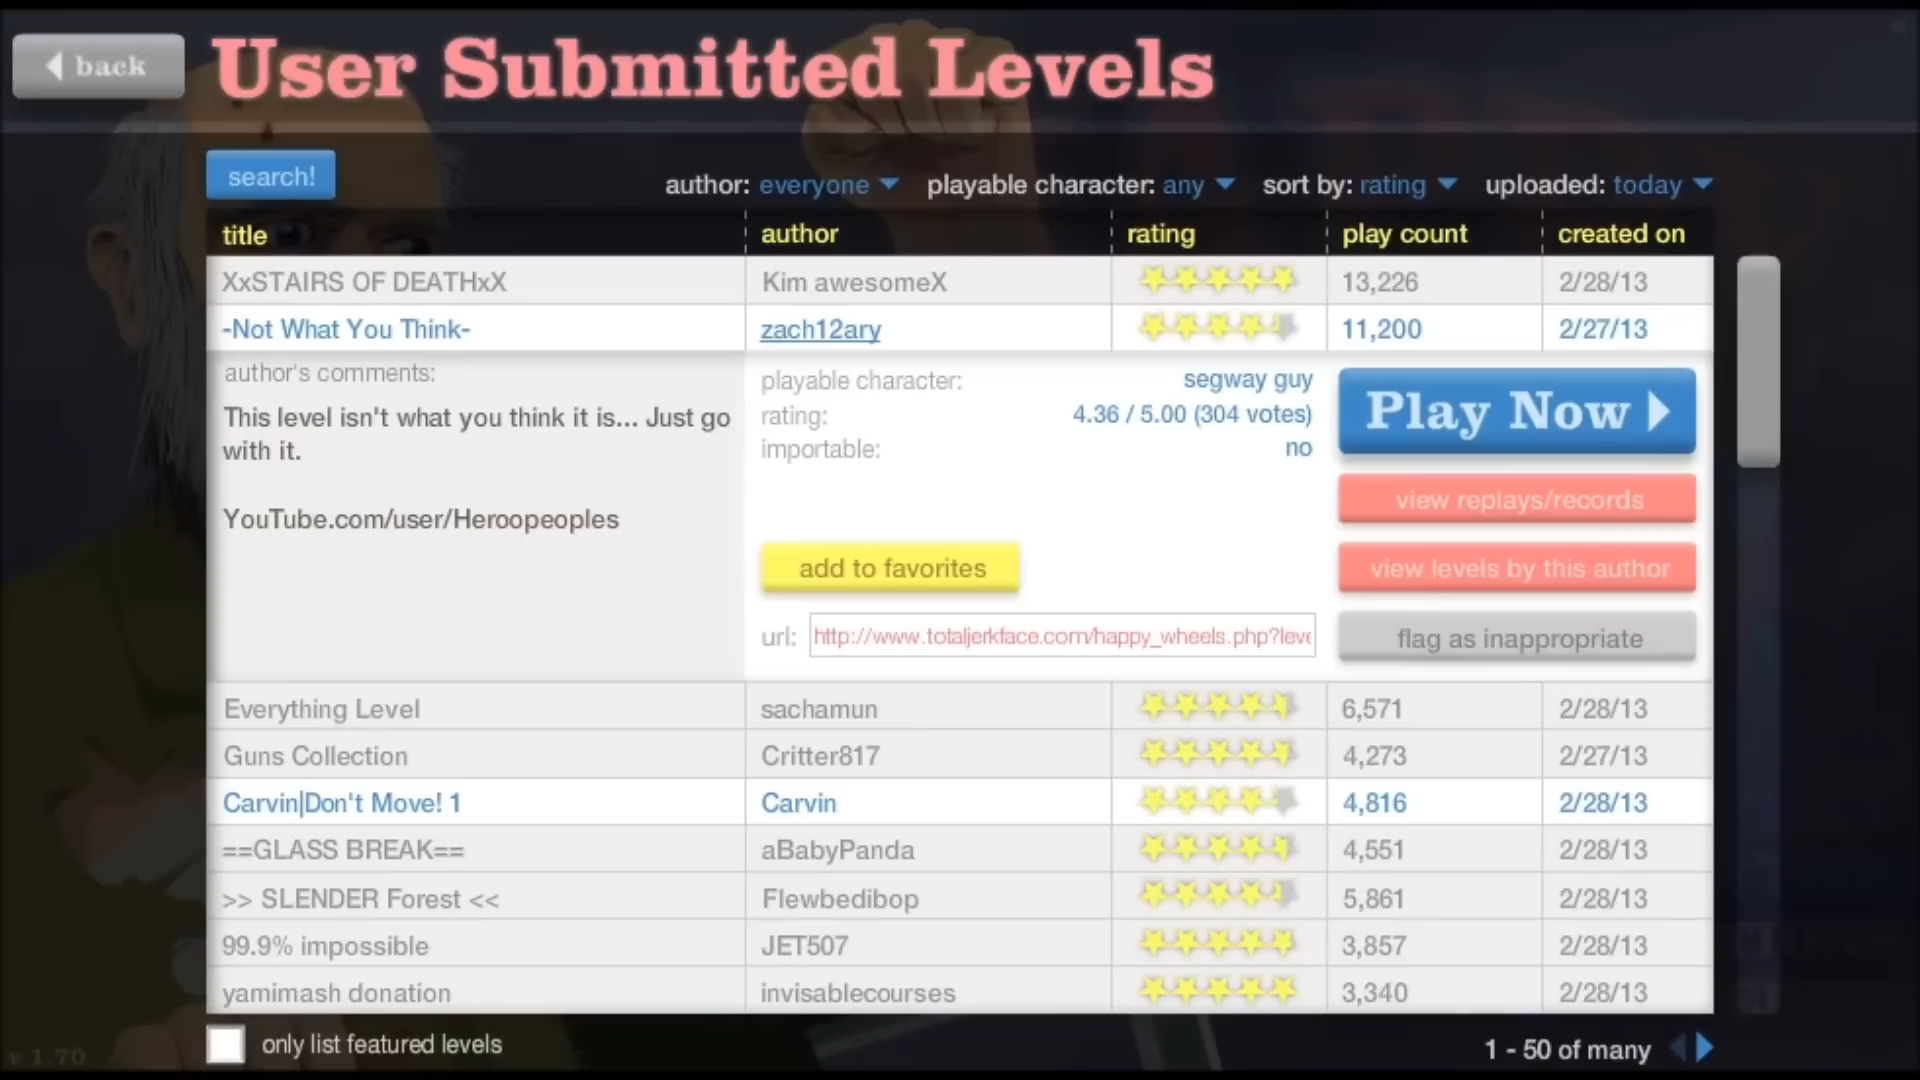 back
User Submitted Levels
search!
author: everyone playable character: any sort by: rating uploaded: today
title author rating play count created on
XxSTAIRS OF DEATHxX Kim awesomeX 13,226 2/28/13
-Not What You Think- zach12ary 11,200 2/27/13
author's comments:
This level isn't what you think it is... Just go
with it.
YouTube.com/user/Heroopeoples
playable character: segway guy
rating: 4.36 / 5.00 (304 votes)
importable: no
add to favorites
url: http://www.totaljerkface.com/happy_wheels.php?leve
Play Now
view replays/records
view levels by this author
flag as inappropriate
Everything Level sachamun 6,571 2/28/13
Guns Collection Critter817 4,273 2/27/13
Carvin|Don't Move! 1 Carvin 4,816 2/28/13
==GLASS BREAK== aBabyPanda 4,551 2/28/13
>> SLENDER Forest << Flewbedibop 5,861 2/28/13
99.9% impossible JET507 3,857 2/28/13
yamimash donation invisablecourses 3,340 2/28/13
only list featured levels
1 - 50 of many
v 1.70